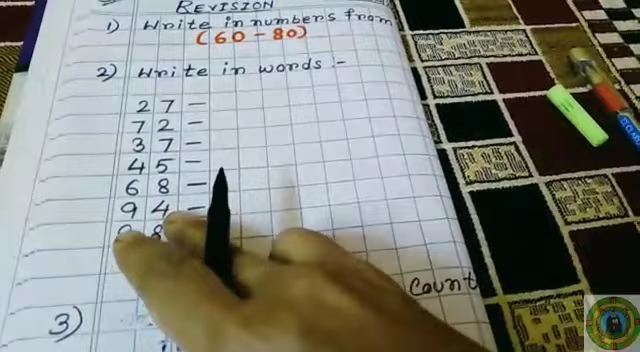 REVISION
1) Write in numbers from
(60-80)
2) Write in words :-
27 -
72 -
37 -
45 -
68 -
94 -
8
Count
3)